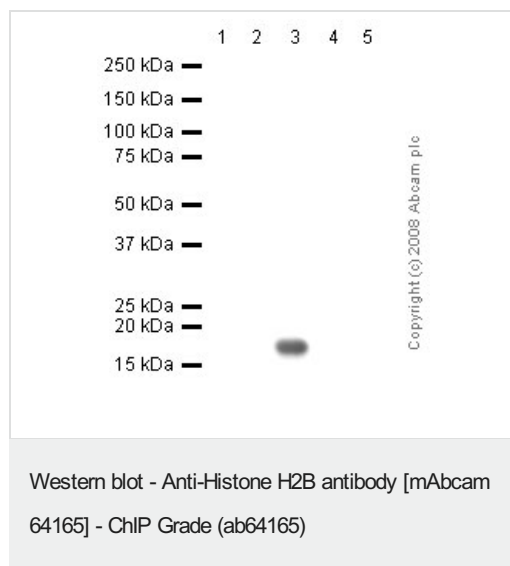 1 2 3 4 5
250 kDa
150 kDa
100 kDa
75 kDa
50 kDa
37 kDa
25 kDa
20 kDa
15 kDa
Copyright (c) 2008 Abcam plc
Western blot - Anti-Histone H2B antibody [mAbcam
64165] - ChIP Grade (ab64165)